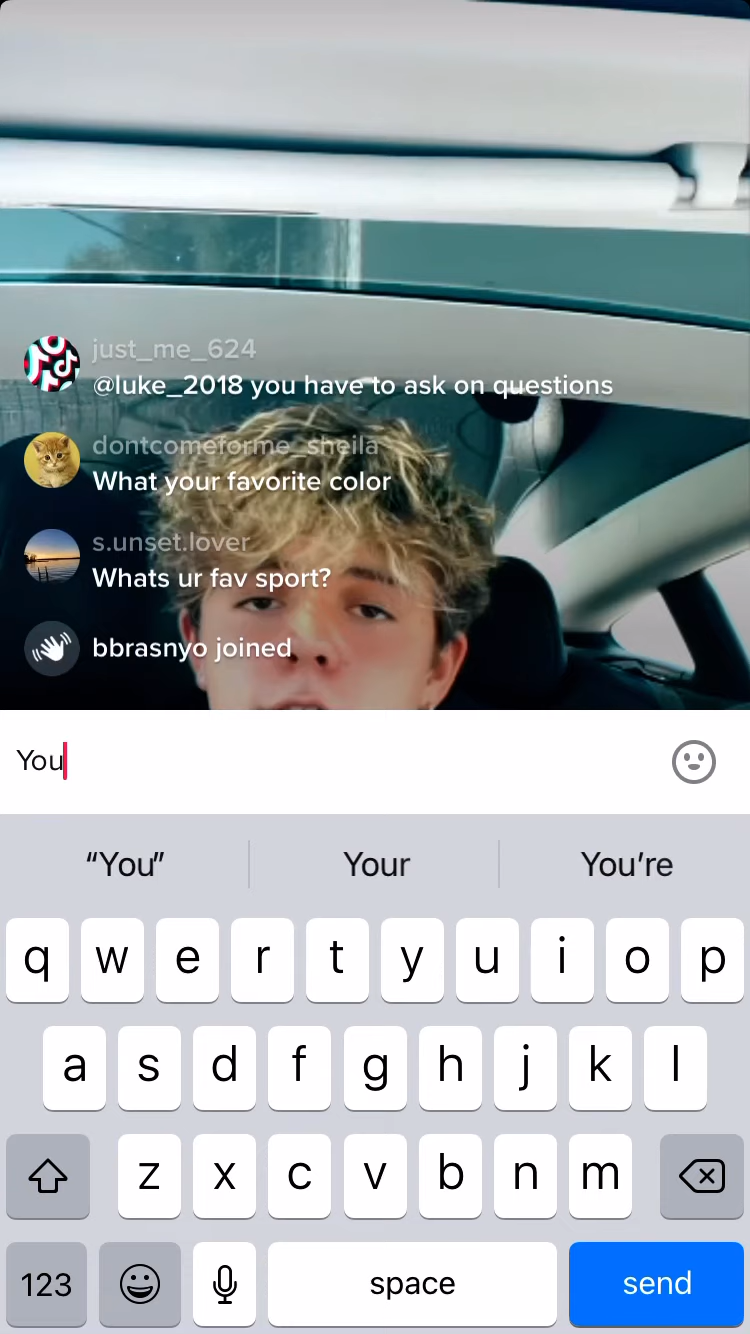 just_me_624
@luke_2018 you have to ask on questions
dontcomeforme_sheila
What your favorite color
s.unset.lover
Whats ur fav sport?
bbrasnyo joined
You
“You” Your You’re
q w e r t y u i o p
a s d f g h j k l
z x c v b n m
123 space send